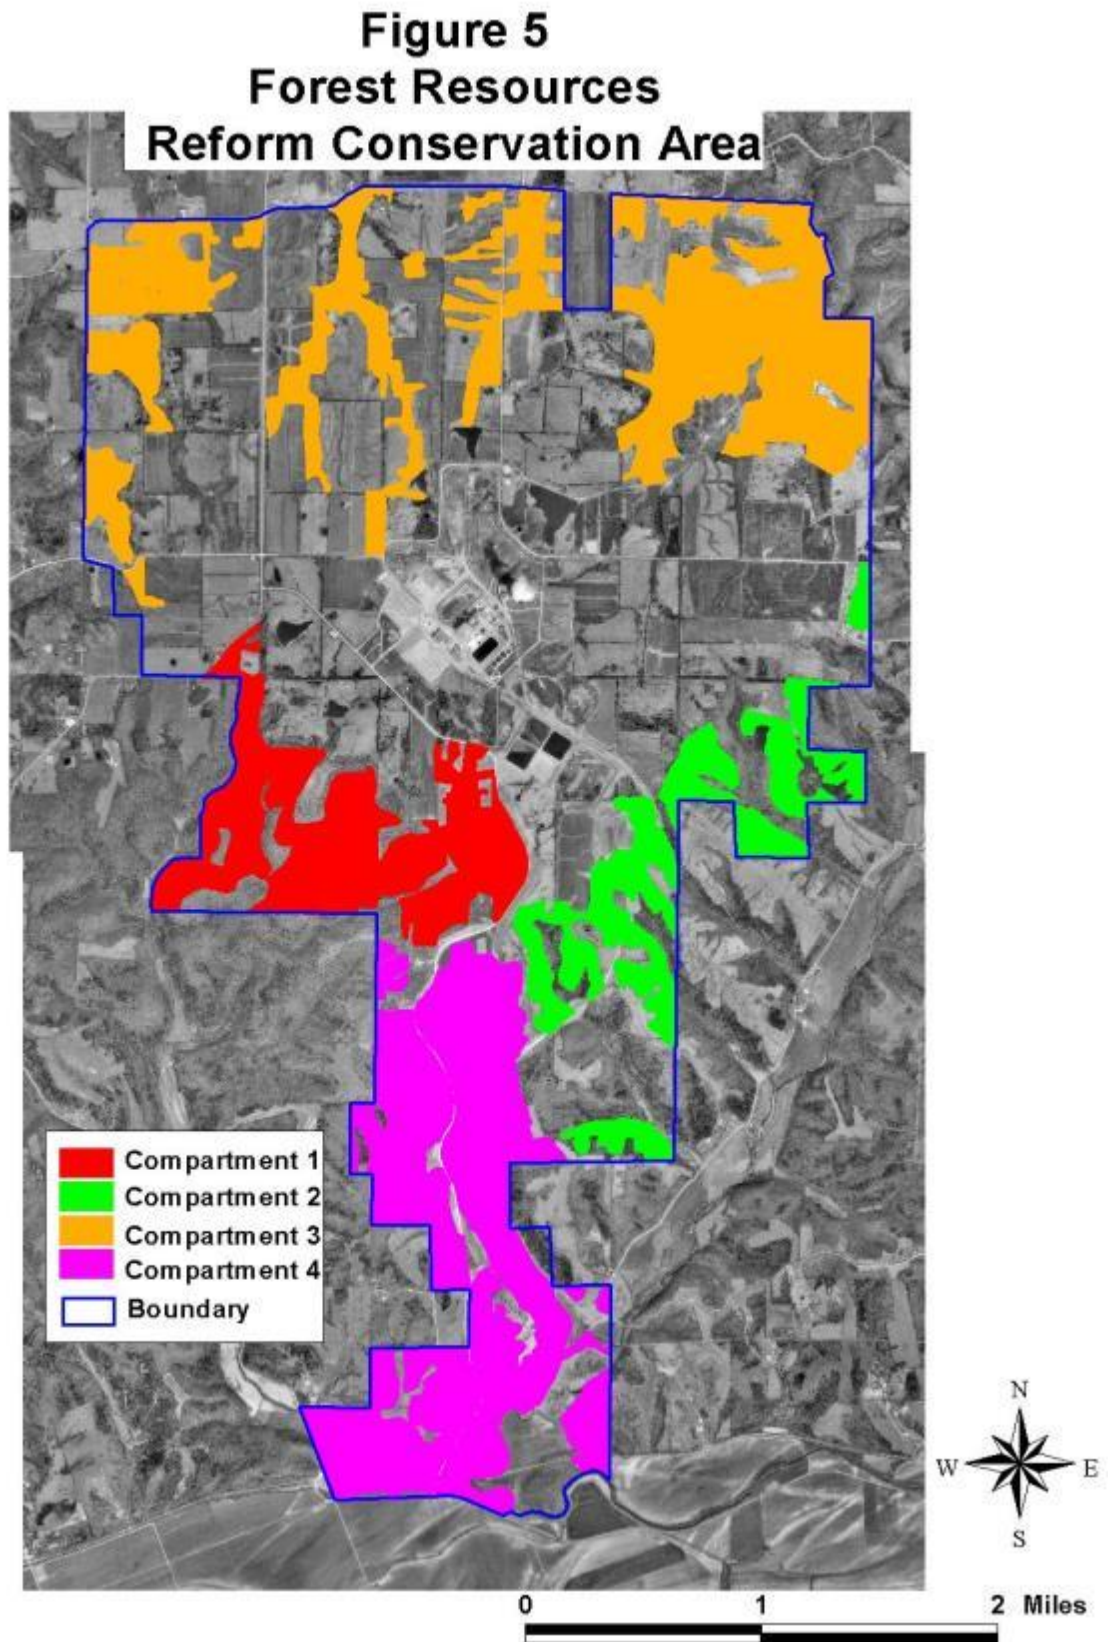 Figure 5
Forest Resources
Reform Conservation Area
Compartment 1
Compartment 2
Compartment 3
Compartment 4
Boundary
N
W E
S
0 1 2 Miles